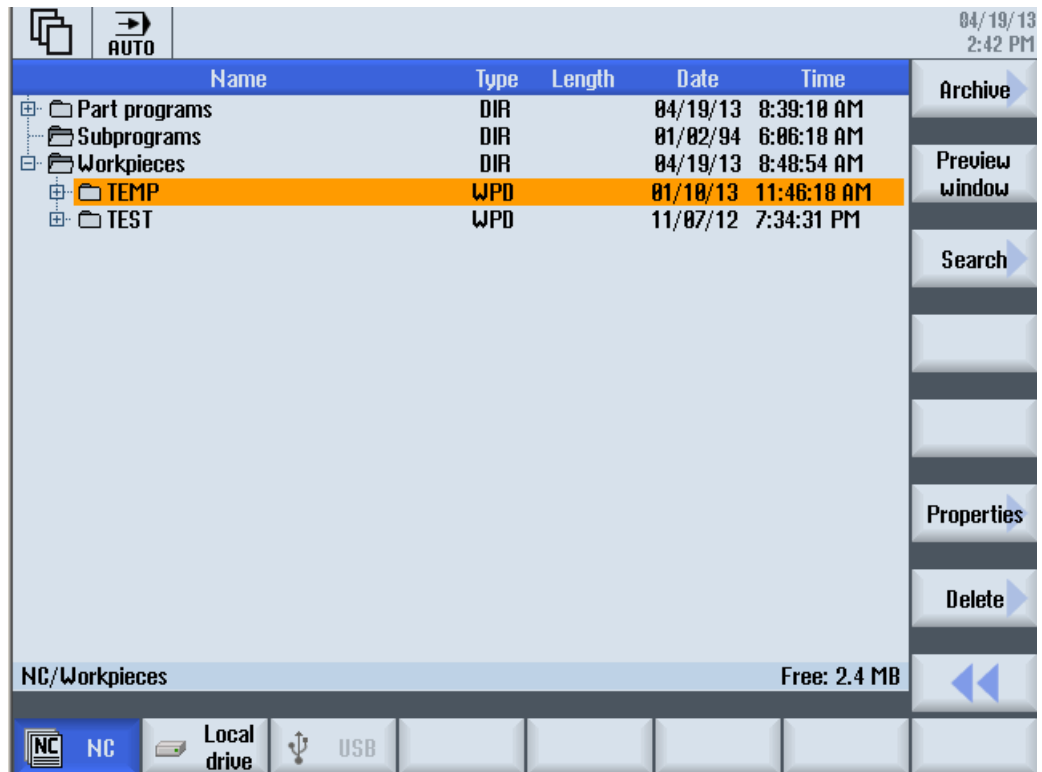 AUTO
04/19/13
2:42 PM
Name Type Length Date Time
Part programs DIR 04/19/13 8:39:10 AM
Subprograms DIR 01/02/94 6:06:18 AM
Workpieces DIR 04/19/13 8:48:54 AM
TEMP WPD 01/10/13 11:46:18 AM
TEST WPD 11/07/12 7:34:31 PM
Archive
Preview
window
Search
Properties
Delete
NC/Workpieces Free: 2.4 MB
NC NC
Local
drive
USB